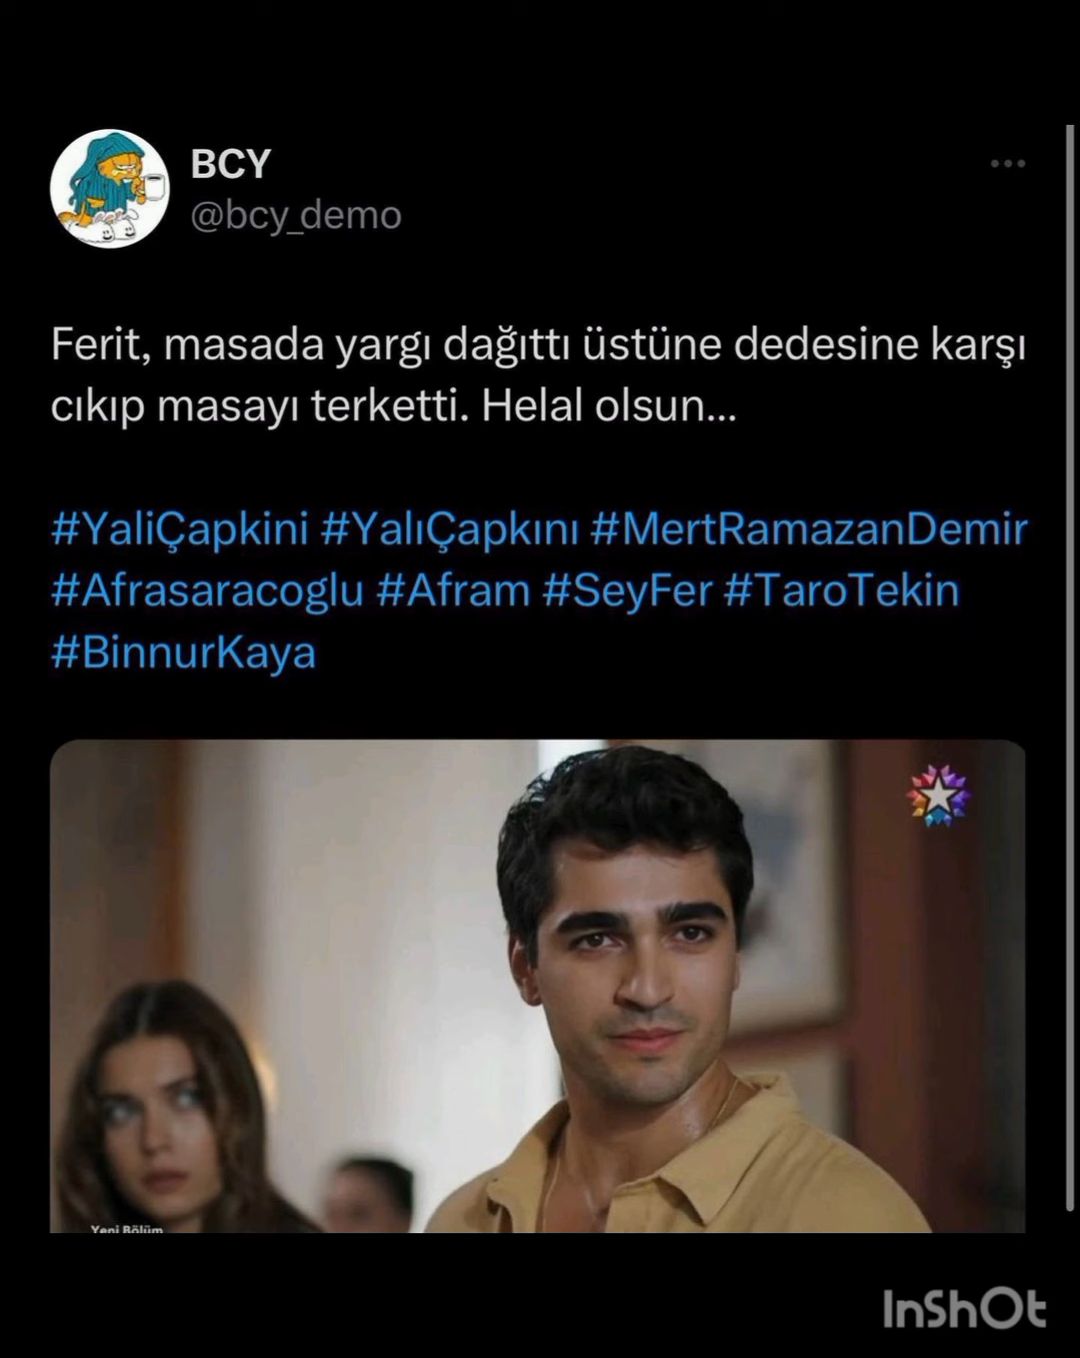 BCY
@bcy_demo
Ferit, masada yargı dağıttı üstüne dedesine karşı
cıkıp masayı terketti. Helal olsun...
#YaliÇapkini #YalıÇapkını #MertRamazanDemir
#Afrasaracoglu #Afram #SeyFer #TaroTekin
#BinnurKaya
Yeni Bölüm
InShOt